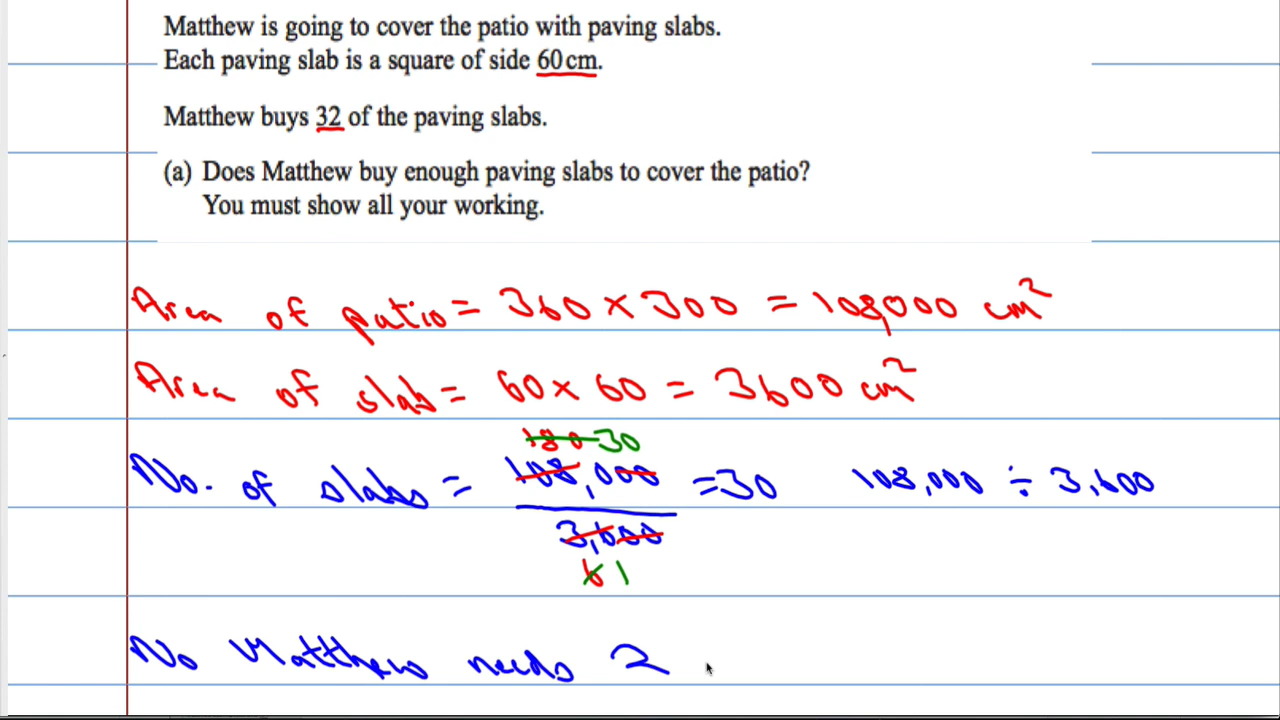 Matthew is going to cover the patio with paving slabs.
Each paving slab is a square of side 60 cm.
Matthew buys 32 of the paving slabs.
(a) Does Matthew buy enough paving slabs to cover the patio?
You must show all your working.
Area of patio = 360 × 300 = 108,000 cm²
Area of slab = 60 × 60 = 3600 cm²
180 30
No. of slabs = 108,000 / 3,600 = 30 108,000 ÷ 3,600
6 1
No Matthew needs 2